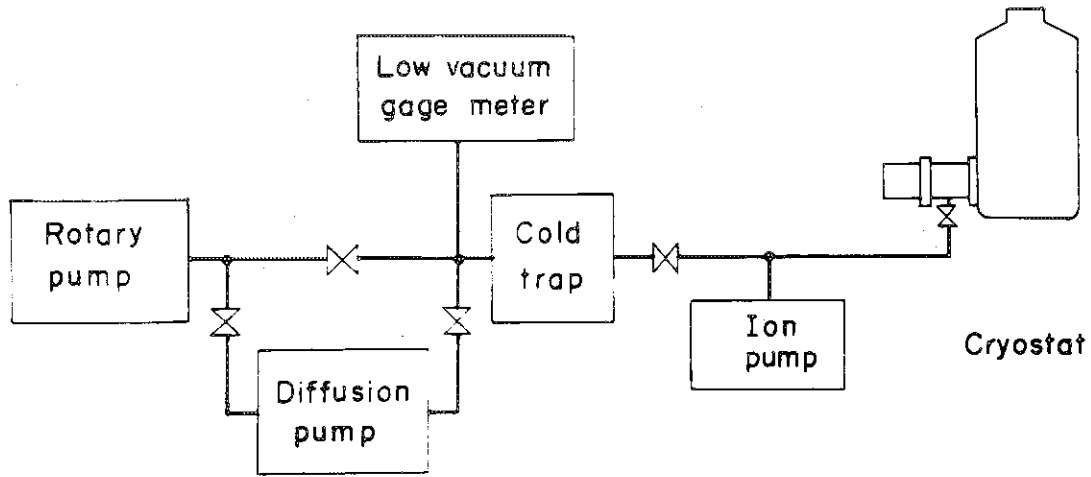 Low vacuum
gage meter
Rotary
pump
Cold
trap
Ion
pump
Cryostat
Diffusion
pump